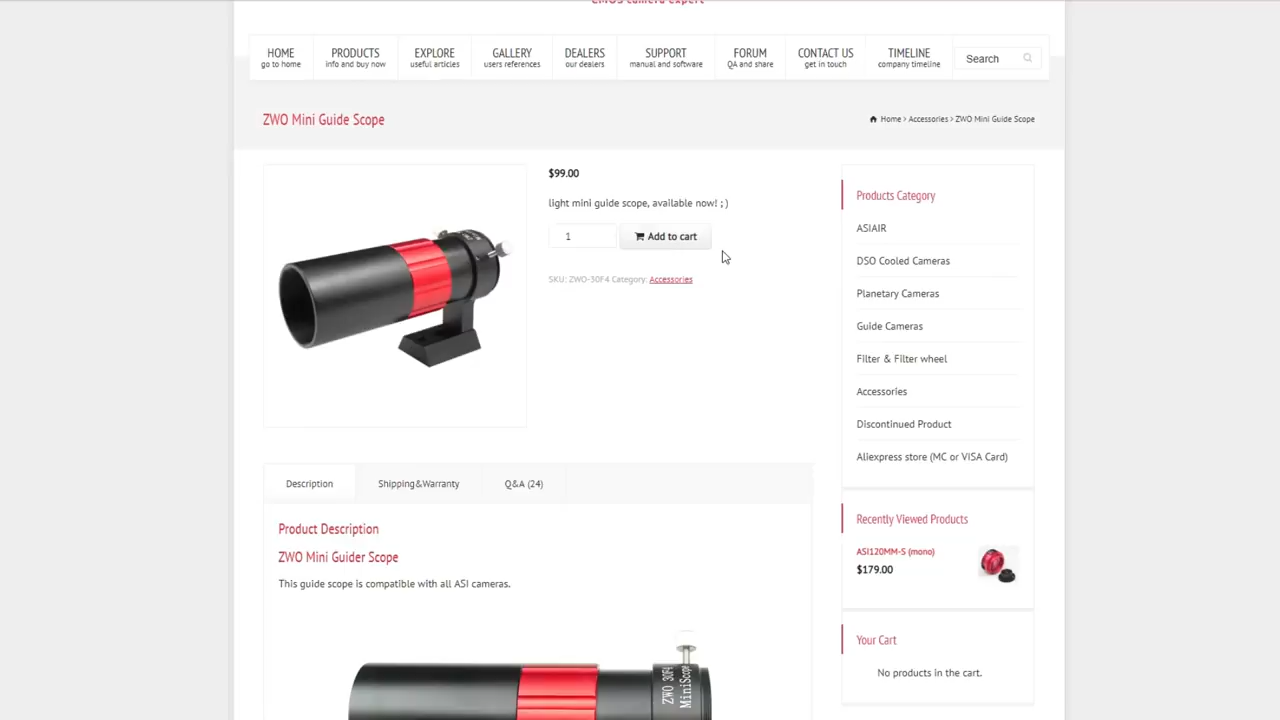 CMOS camera expert
HOME
go to home
PRODUCTS
info and buy now
EXPLORE
useful articles
GALLERY
users references
DEALERS
our dealers
SUPPORT
manual and software
FORUM
QA and share
CONTACT US
get in touch
TIMELINE
company timeline
Search
ZWO Mini Guide Scope
Home > Accessories > ZWO Mini Guide Scope
$99.00
light mini guide scope, available now! ; )
1
Add to cart
SKU: ZWO-30F4 Category: Accessories
Products Category
ASIAIR
DSO Cooled Cameras
Planetary Cameras
Guide Cameras
Filter & Filter wheel
Accessories
Discontinued Product
Aliexpress store (MC or VISA Card)
Recently Viewed Products
ASI120MM-S (mono)
$179.00
Your Cart
No products in the cart.
Description
Shipping&Warranty
Q&A (24)
Product Description
ZWO Mini Guider Scope
This guide scope is compatible with all ASI cameras.
ZWO 30F4
MiniScope